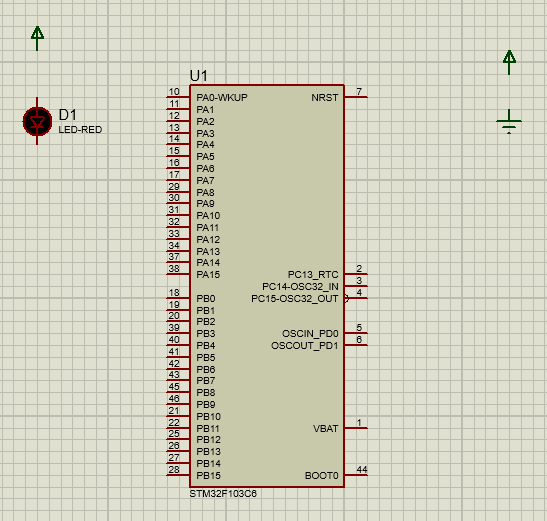 U1
D1
LED-RED
10 PA0-WKUP NRST 7
11 PA1
12 PA2
13 PA3
14 PA4
15 PA5
16 PA6
17 PA7
29 PA8
30 PA9
31 PA10
32 PA11
33 PA12
34 PA13
37 PA14
38 PA15 PC13_RTC 2
PC14-OSC32_IN 3
18 PB0 PC15-OSC32_OUT 4
19 PB1
20 PB2
39 PB3 OSCIN_PD0 5
40 PB4 OSCOUT_PD1 6
41 PB5
42 PB6
43 PB7
45 PB8
46 PB9
21 PB10
22 PB11 VBAT 1
25 PB12
26 PB13
27 PB14
28 PB15 BOOT0 44
STM32F103C6